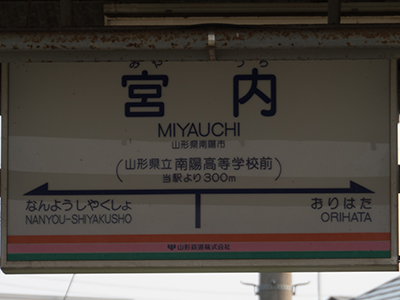 みや うち
宮内
MIYAUCHI
山形県南陽市
(山形県立南陽高等学校前)
当駅より300m
なんようしやくしょ おりはた
NANYOU-SHIYAKUSHO ORIHATA
山形鉄道株式会社